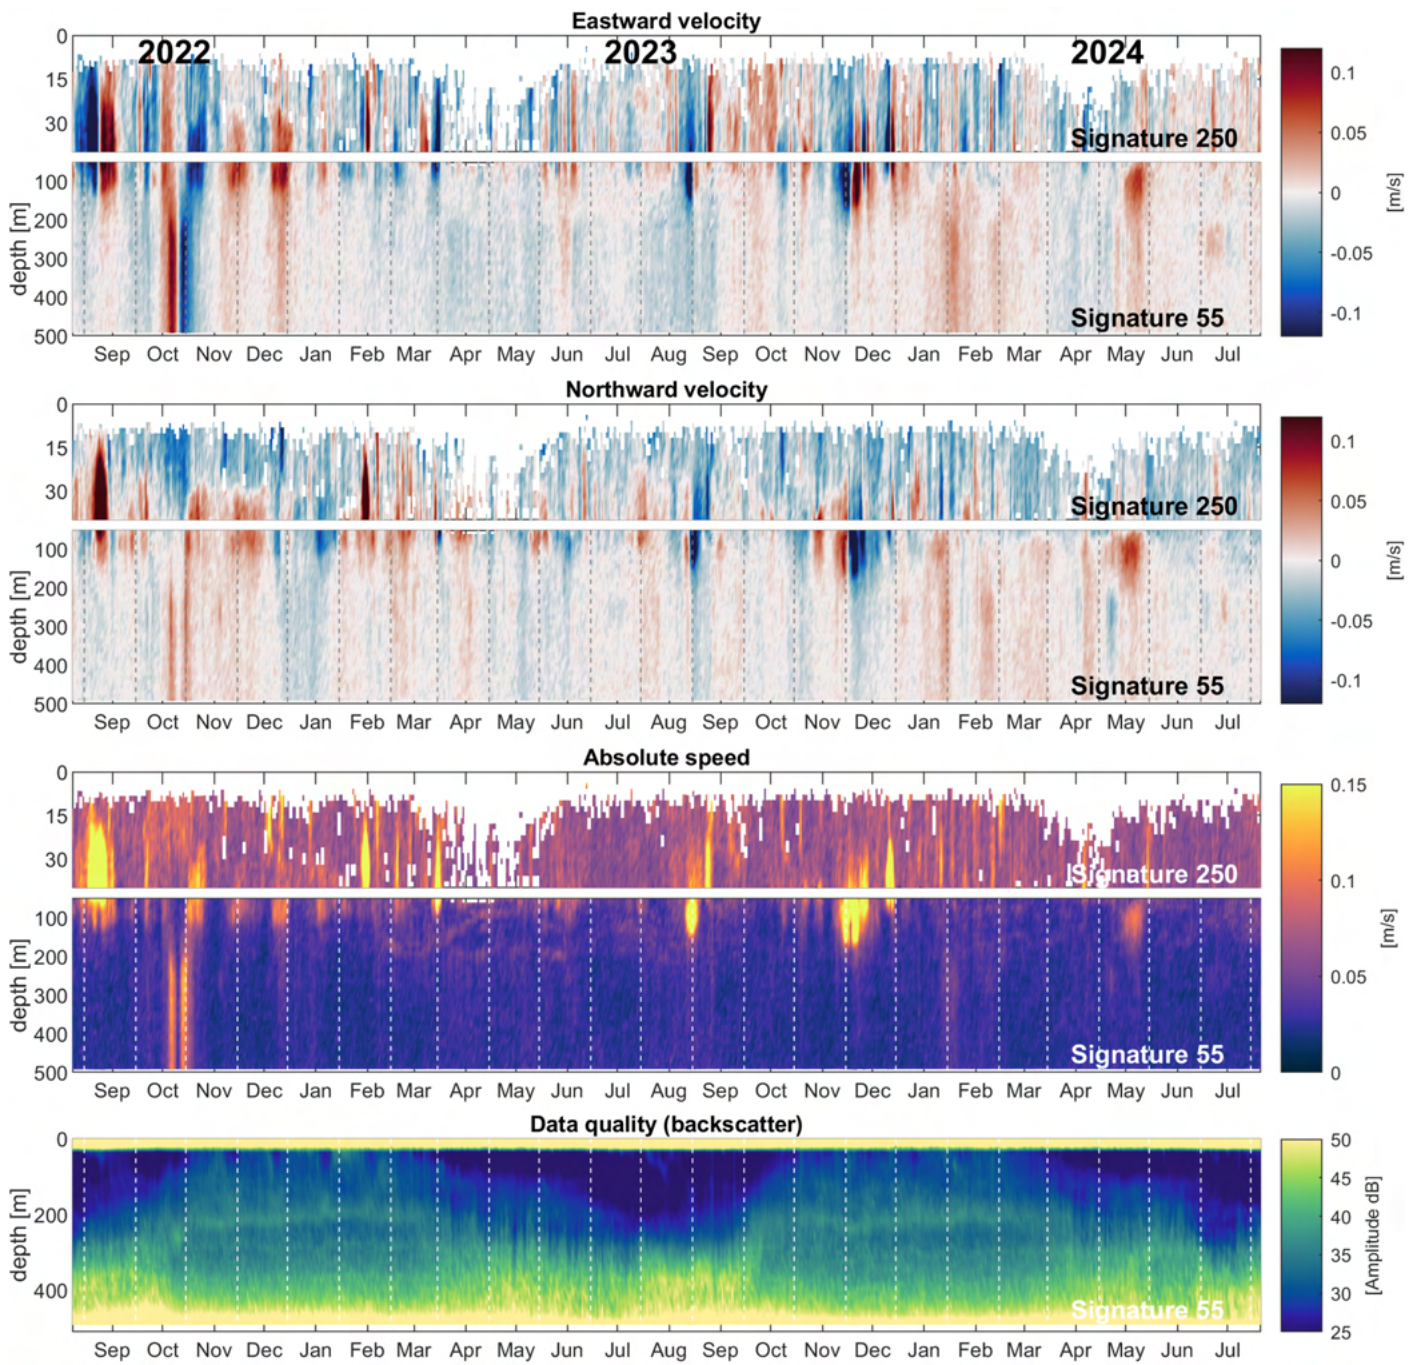 Eastward velocity
2022 2023 2024
0
15
30
Signature 250
100
200
300
400
500
depth [m]
Signature 55
Sep Oct Nov Dec Jan Feb Mar Apr May Jun Jul Aug Sep Oct Nov Dec Jan Feb Mar Apr May Jun Jul
0.1
0.05
0
-0.05
-0.1
[m/s]
Northward velocity
0
15
30
Signature 250
100
200
300
400
500
depth [m]
Signature 55
Sep Oct Nov Dec Jan Feb Mar Apr May Jun Jul Aug Sep Oct Nov Dec Jan Feb Mar Apr May Jun Jul
0.1
0.05
0
-0.05
-0.1
[m/s]
Absolute speed
0
15
30
Signature 250
100
200
300
400
500
depth [m]
Signature 55
Sep Oct Nov Dec Jan Feb Mar Apr May Jun Jul Aug Sep Oct Nov Dec Jan Feb Mar Apr May Jun Jul
0.15
0.1
0.05
0
[m/s]
Data quality (backscatter)
0
200
400
depth [m]
Signature 55
Sep Oct Nov Dec Jan Feb Mar Apr May Jun Jul Aug Sep Oct Nov Dec Jan Feb Mar Apr May Jun Jul
50
45
40
35
30
25
[Amplitude dB]